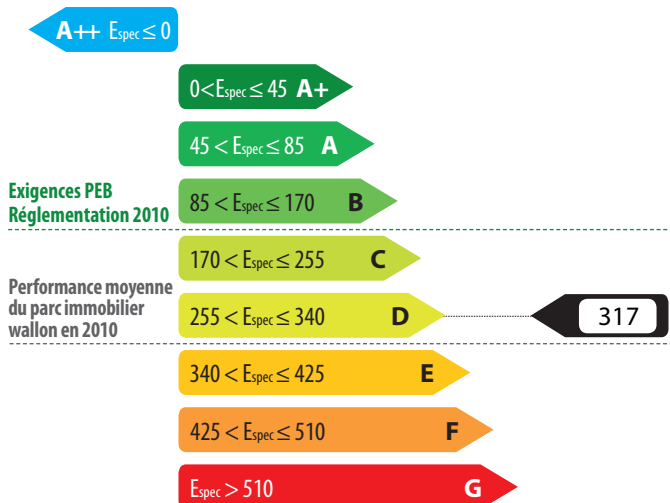 A++ Espec ≤ 0
0<Espec ≤ 45 A+
45 < Espec ≤ 85 A
Exigences PEB
Réglementation 2010
85 < Espec ≤ 170 B
170 < Espec ≤ 255 C
Performance moyenne
du parc immobilier
wallon en 2010
255 < Espec ≤ 340 D
317
340 < Espec ≤ 425 E
425 < Espec ≤ 510 F
Espec > 510 G